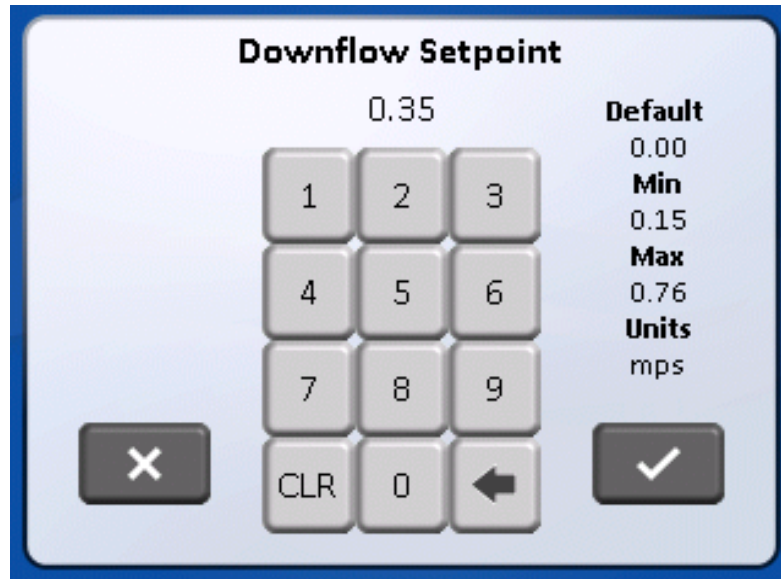 Downflow Setpoint
0.35
Default
0.00
Min
0.15
Max
0.76
Units
mps
1 2 3
4 5 6
7 8 9
CLR 0